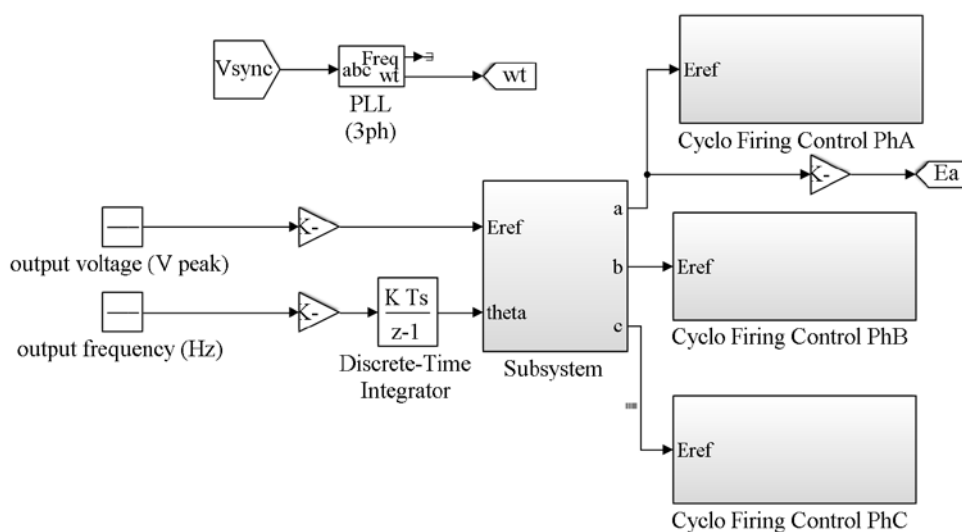 Vsync
Freq
abc
wt
PLL
(3ph)
wt
Eref
Cyclo Firing Control PhA
K-
Ea
output voltage (V peak)
K-
Eref
a
b
c
theta
Subsystem
Eref
Cyclo Firing Control PhB
output frequency (Hz)
K-
K Ts
z-1
Discrete-Time
Integrator
Eref
Cyclo Firing Control PhC